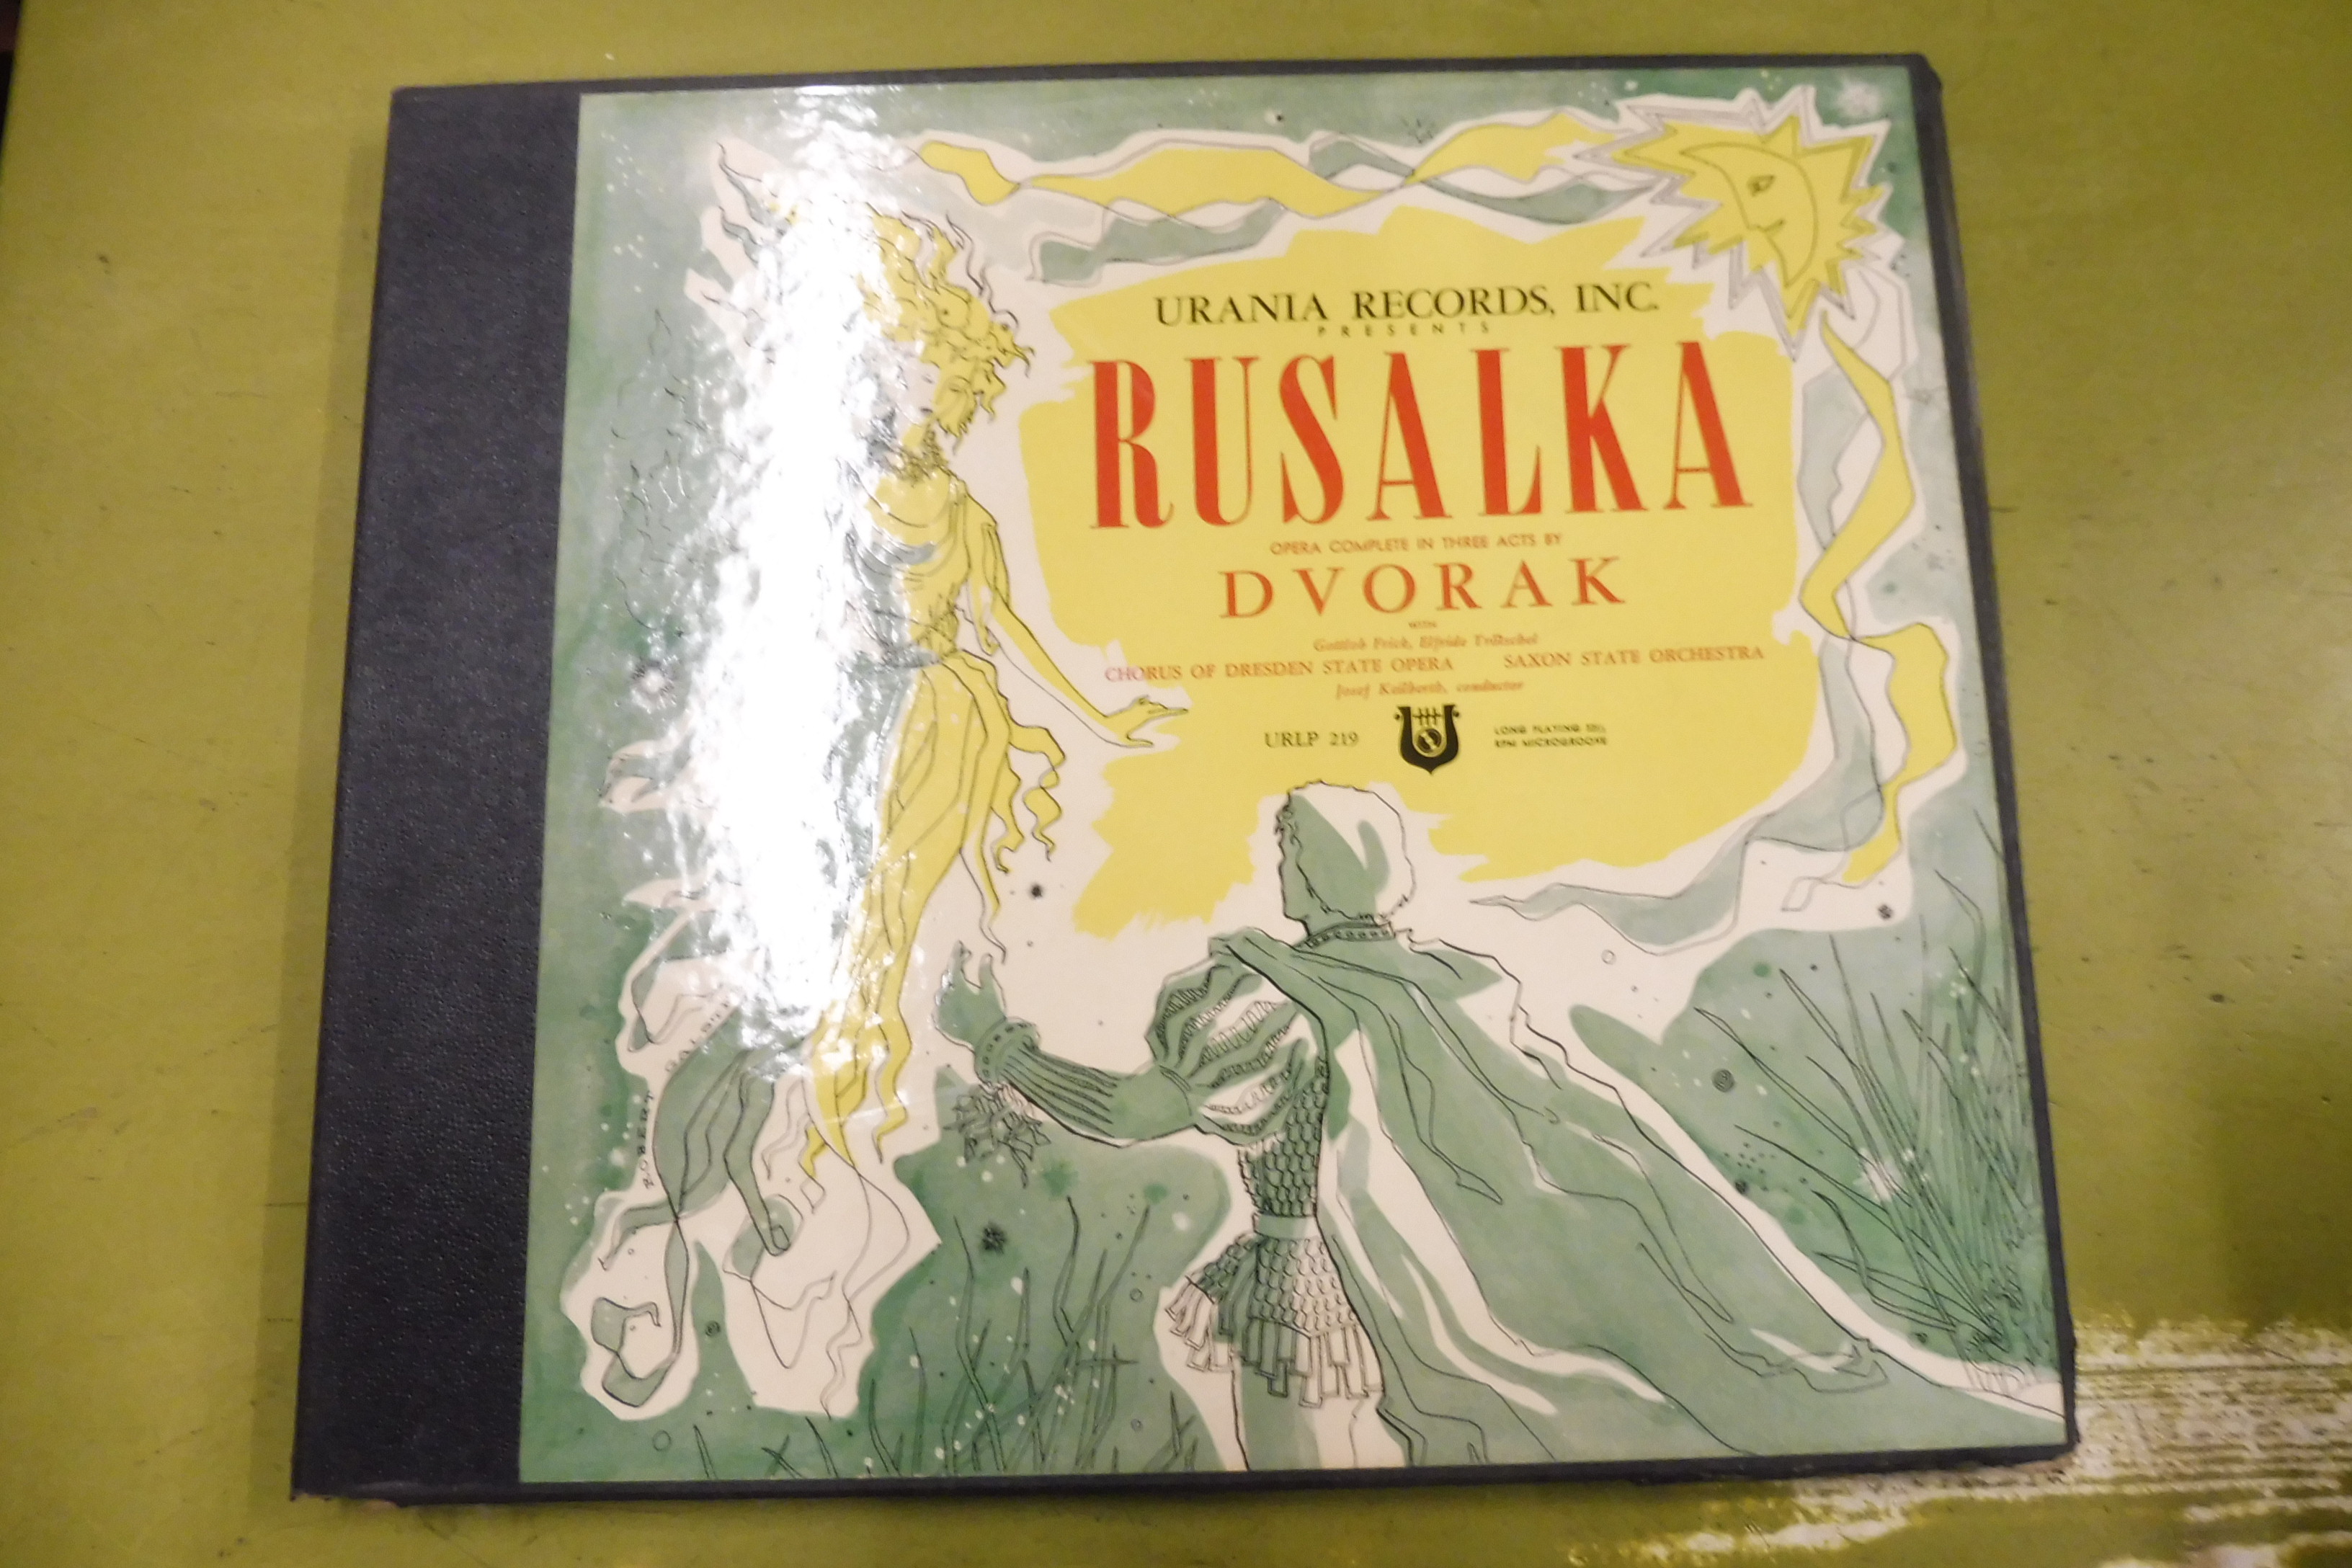 URANIA RECORDS, INC.
PRESENTS
RUSALKA
OPERA COMPLETE IN THREE ACTS BY
DVORAK
WITH
Gottlob Frick, Elfride Trötschel
CHORUS OF DRESDEN STATE OPERA SAXON STATE ORCHESTRA
Josef Keilberth, conductor
URLP 219
LONG PLAYING 33⅓
RPM MICROGROOVE
ROBERT